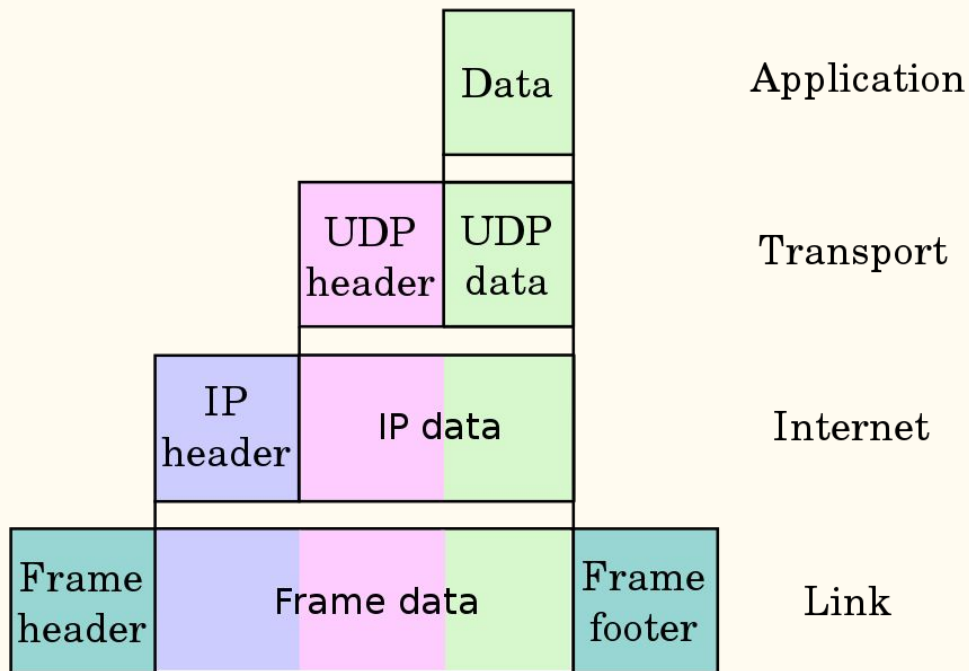 Data
Application
UDP
header
UDP
data
Transport
IP
header
IP data
Internet
Frame
header
Frame data
Frame
footer
Link